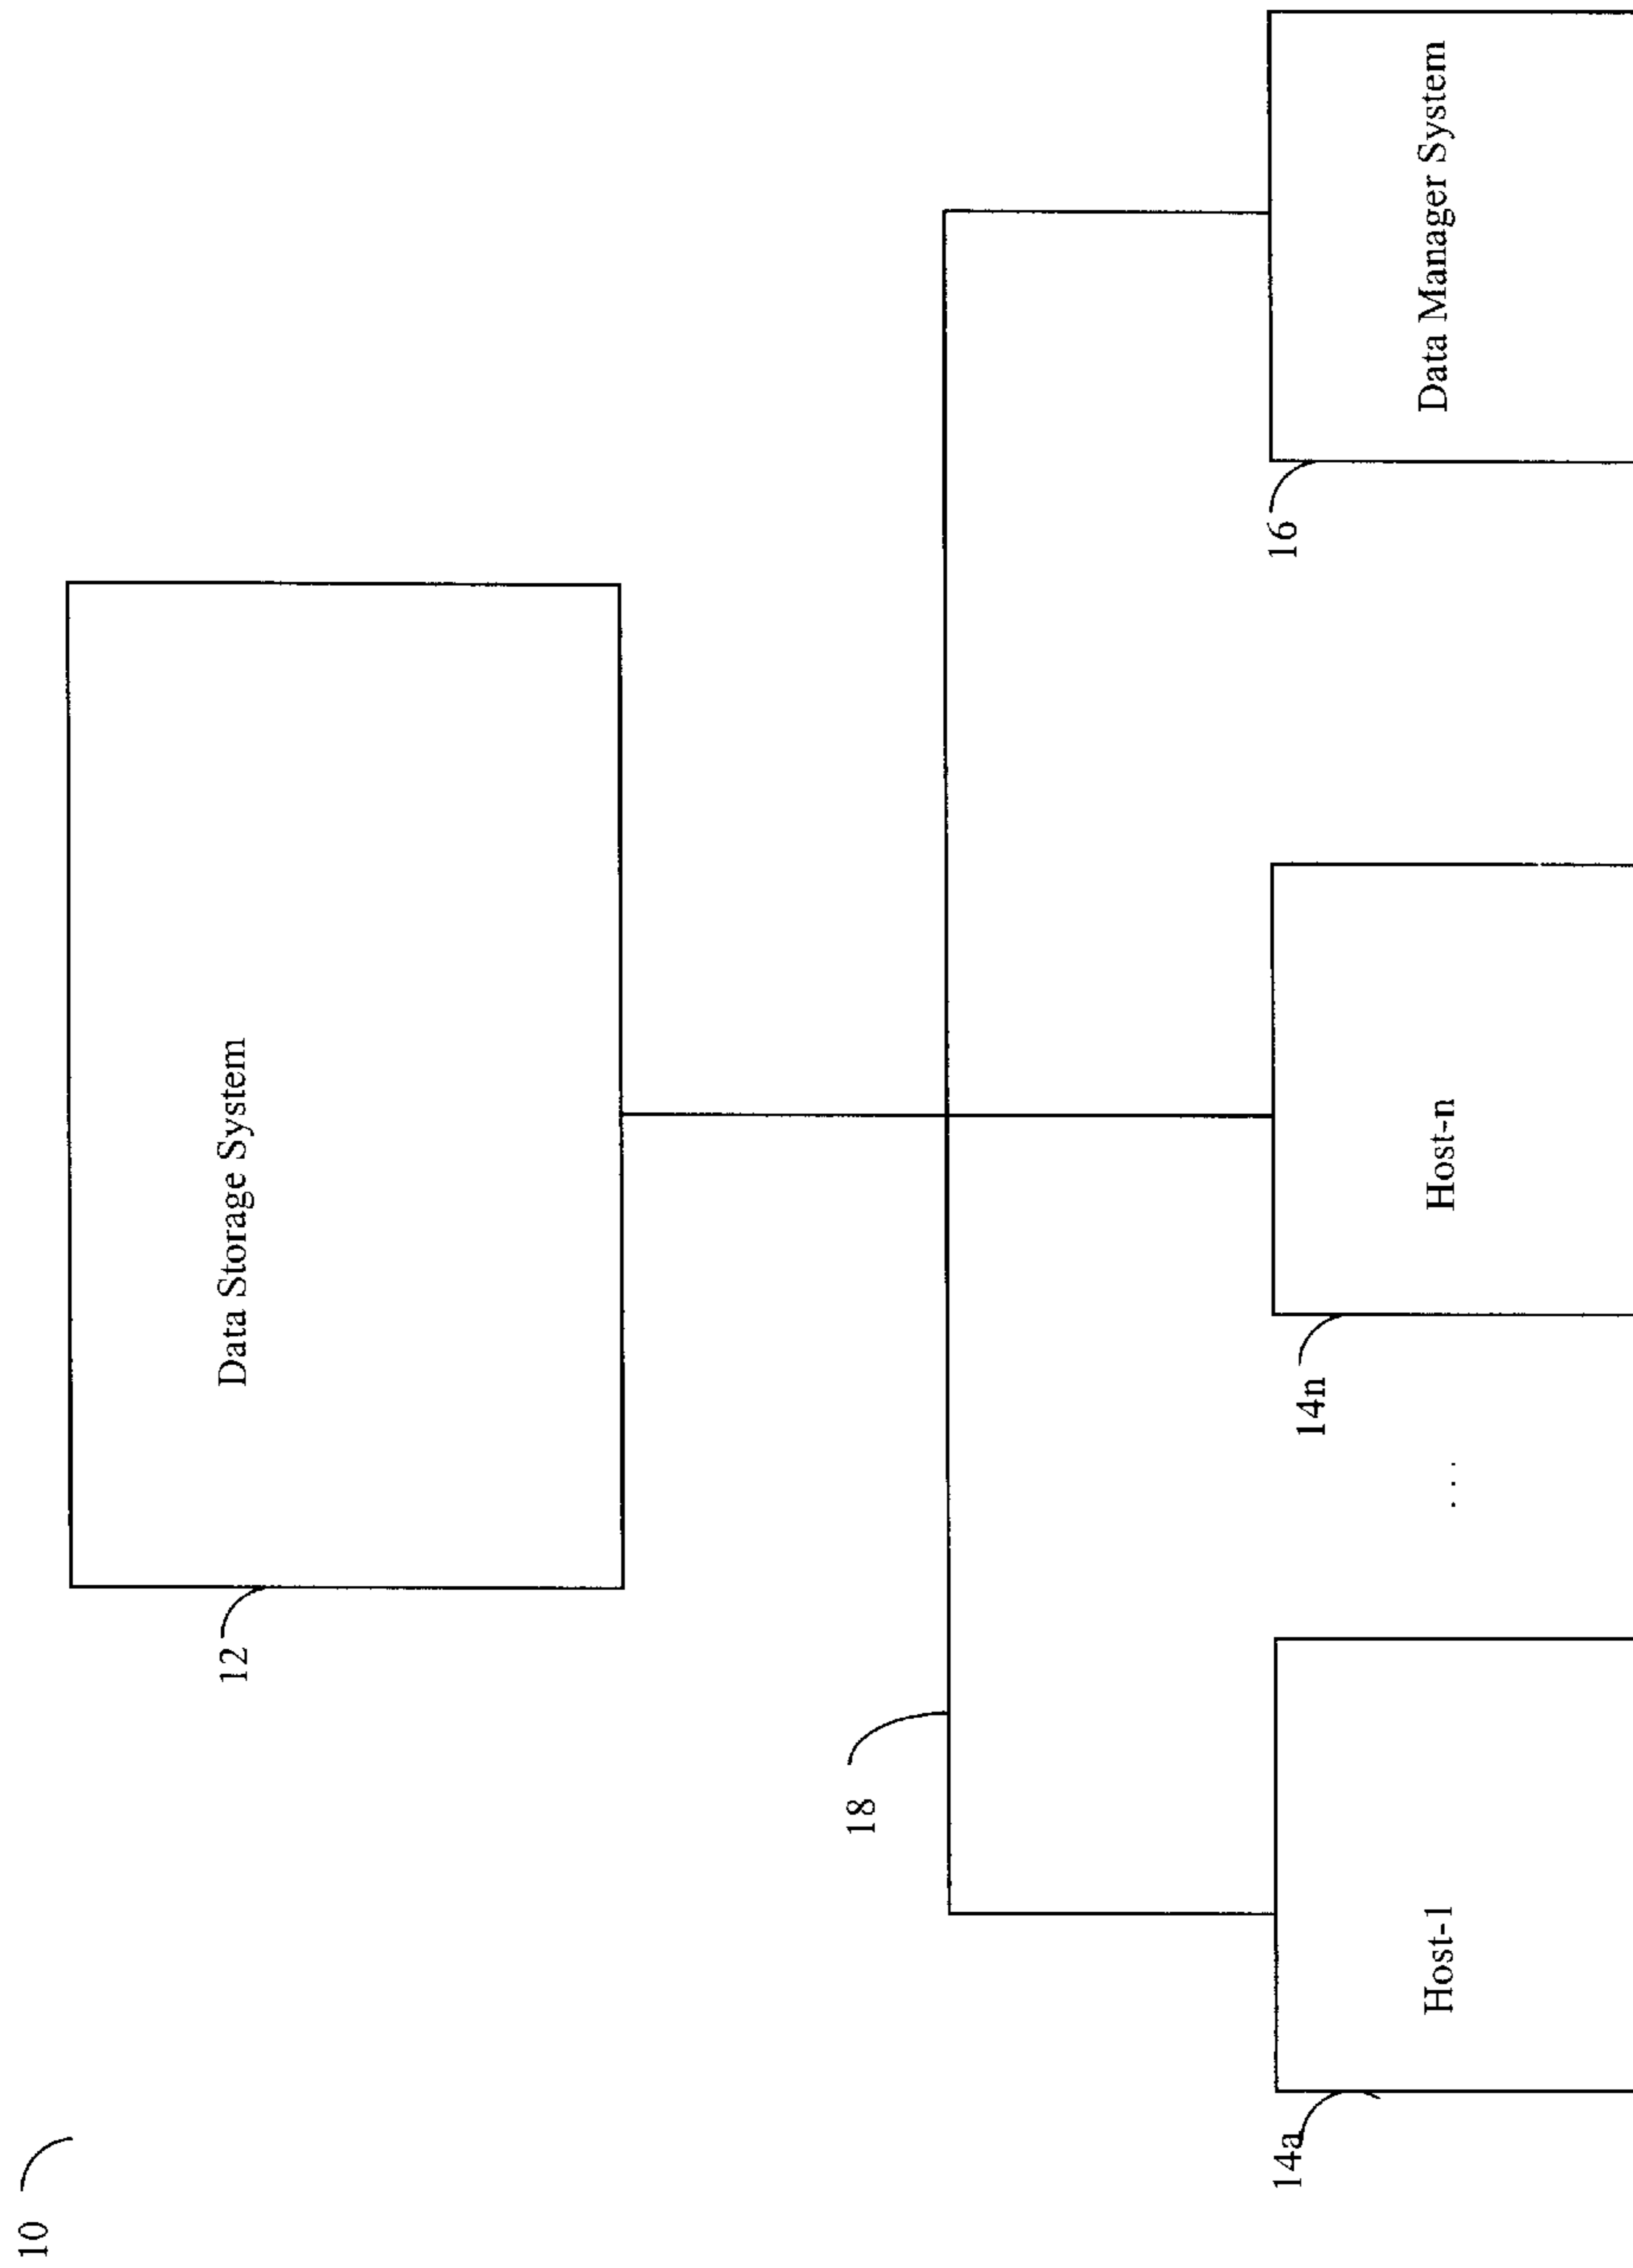 10
12
Data Storage System
18
14a
Host-1
. . .
14n
Host-n
16
Data Manager System